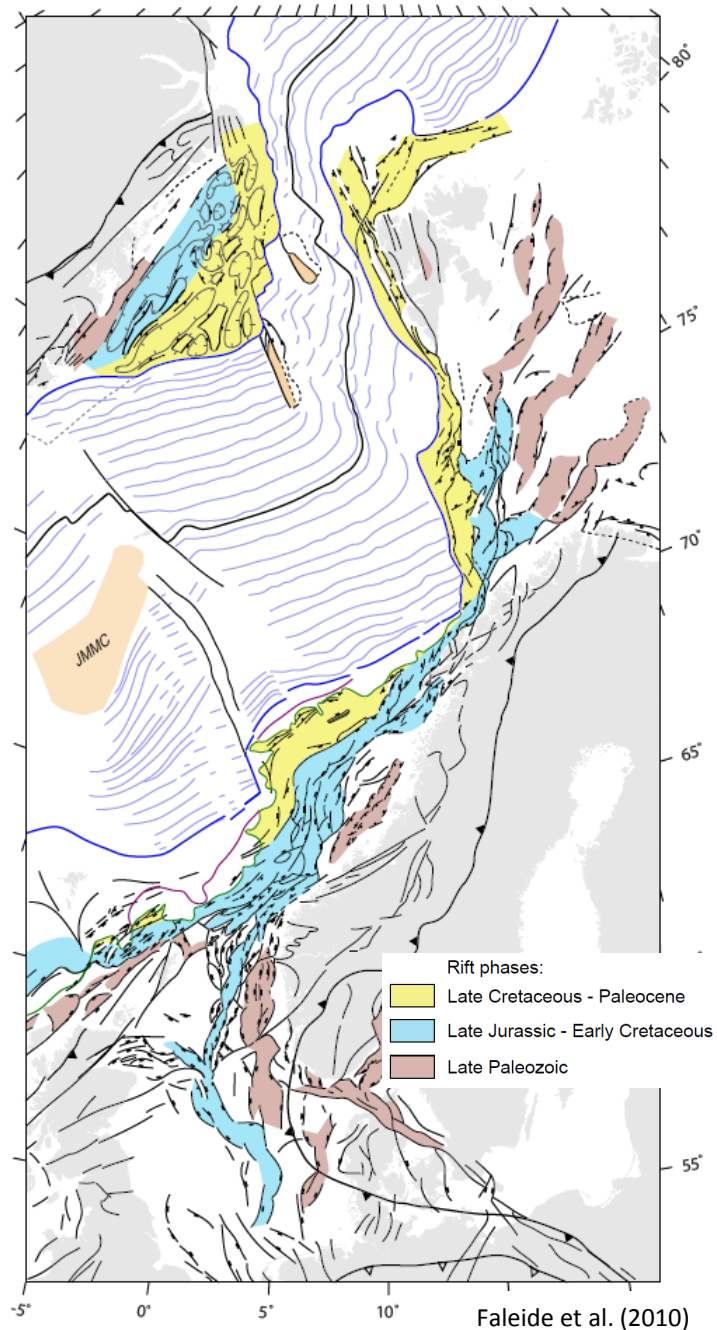 80°
75°
70°
JMMC
65°
Rift phases:
Late Cretaceous - Paleocene
Late Jurassic - Early Cretaceous
Late Paleozoic
55°
-5° 0° 5° 10°
Faleide et al. (2010)